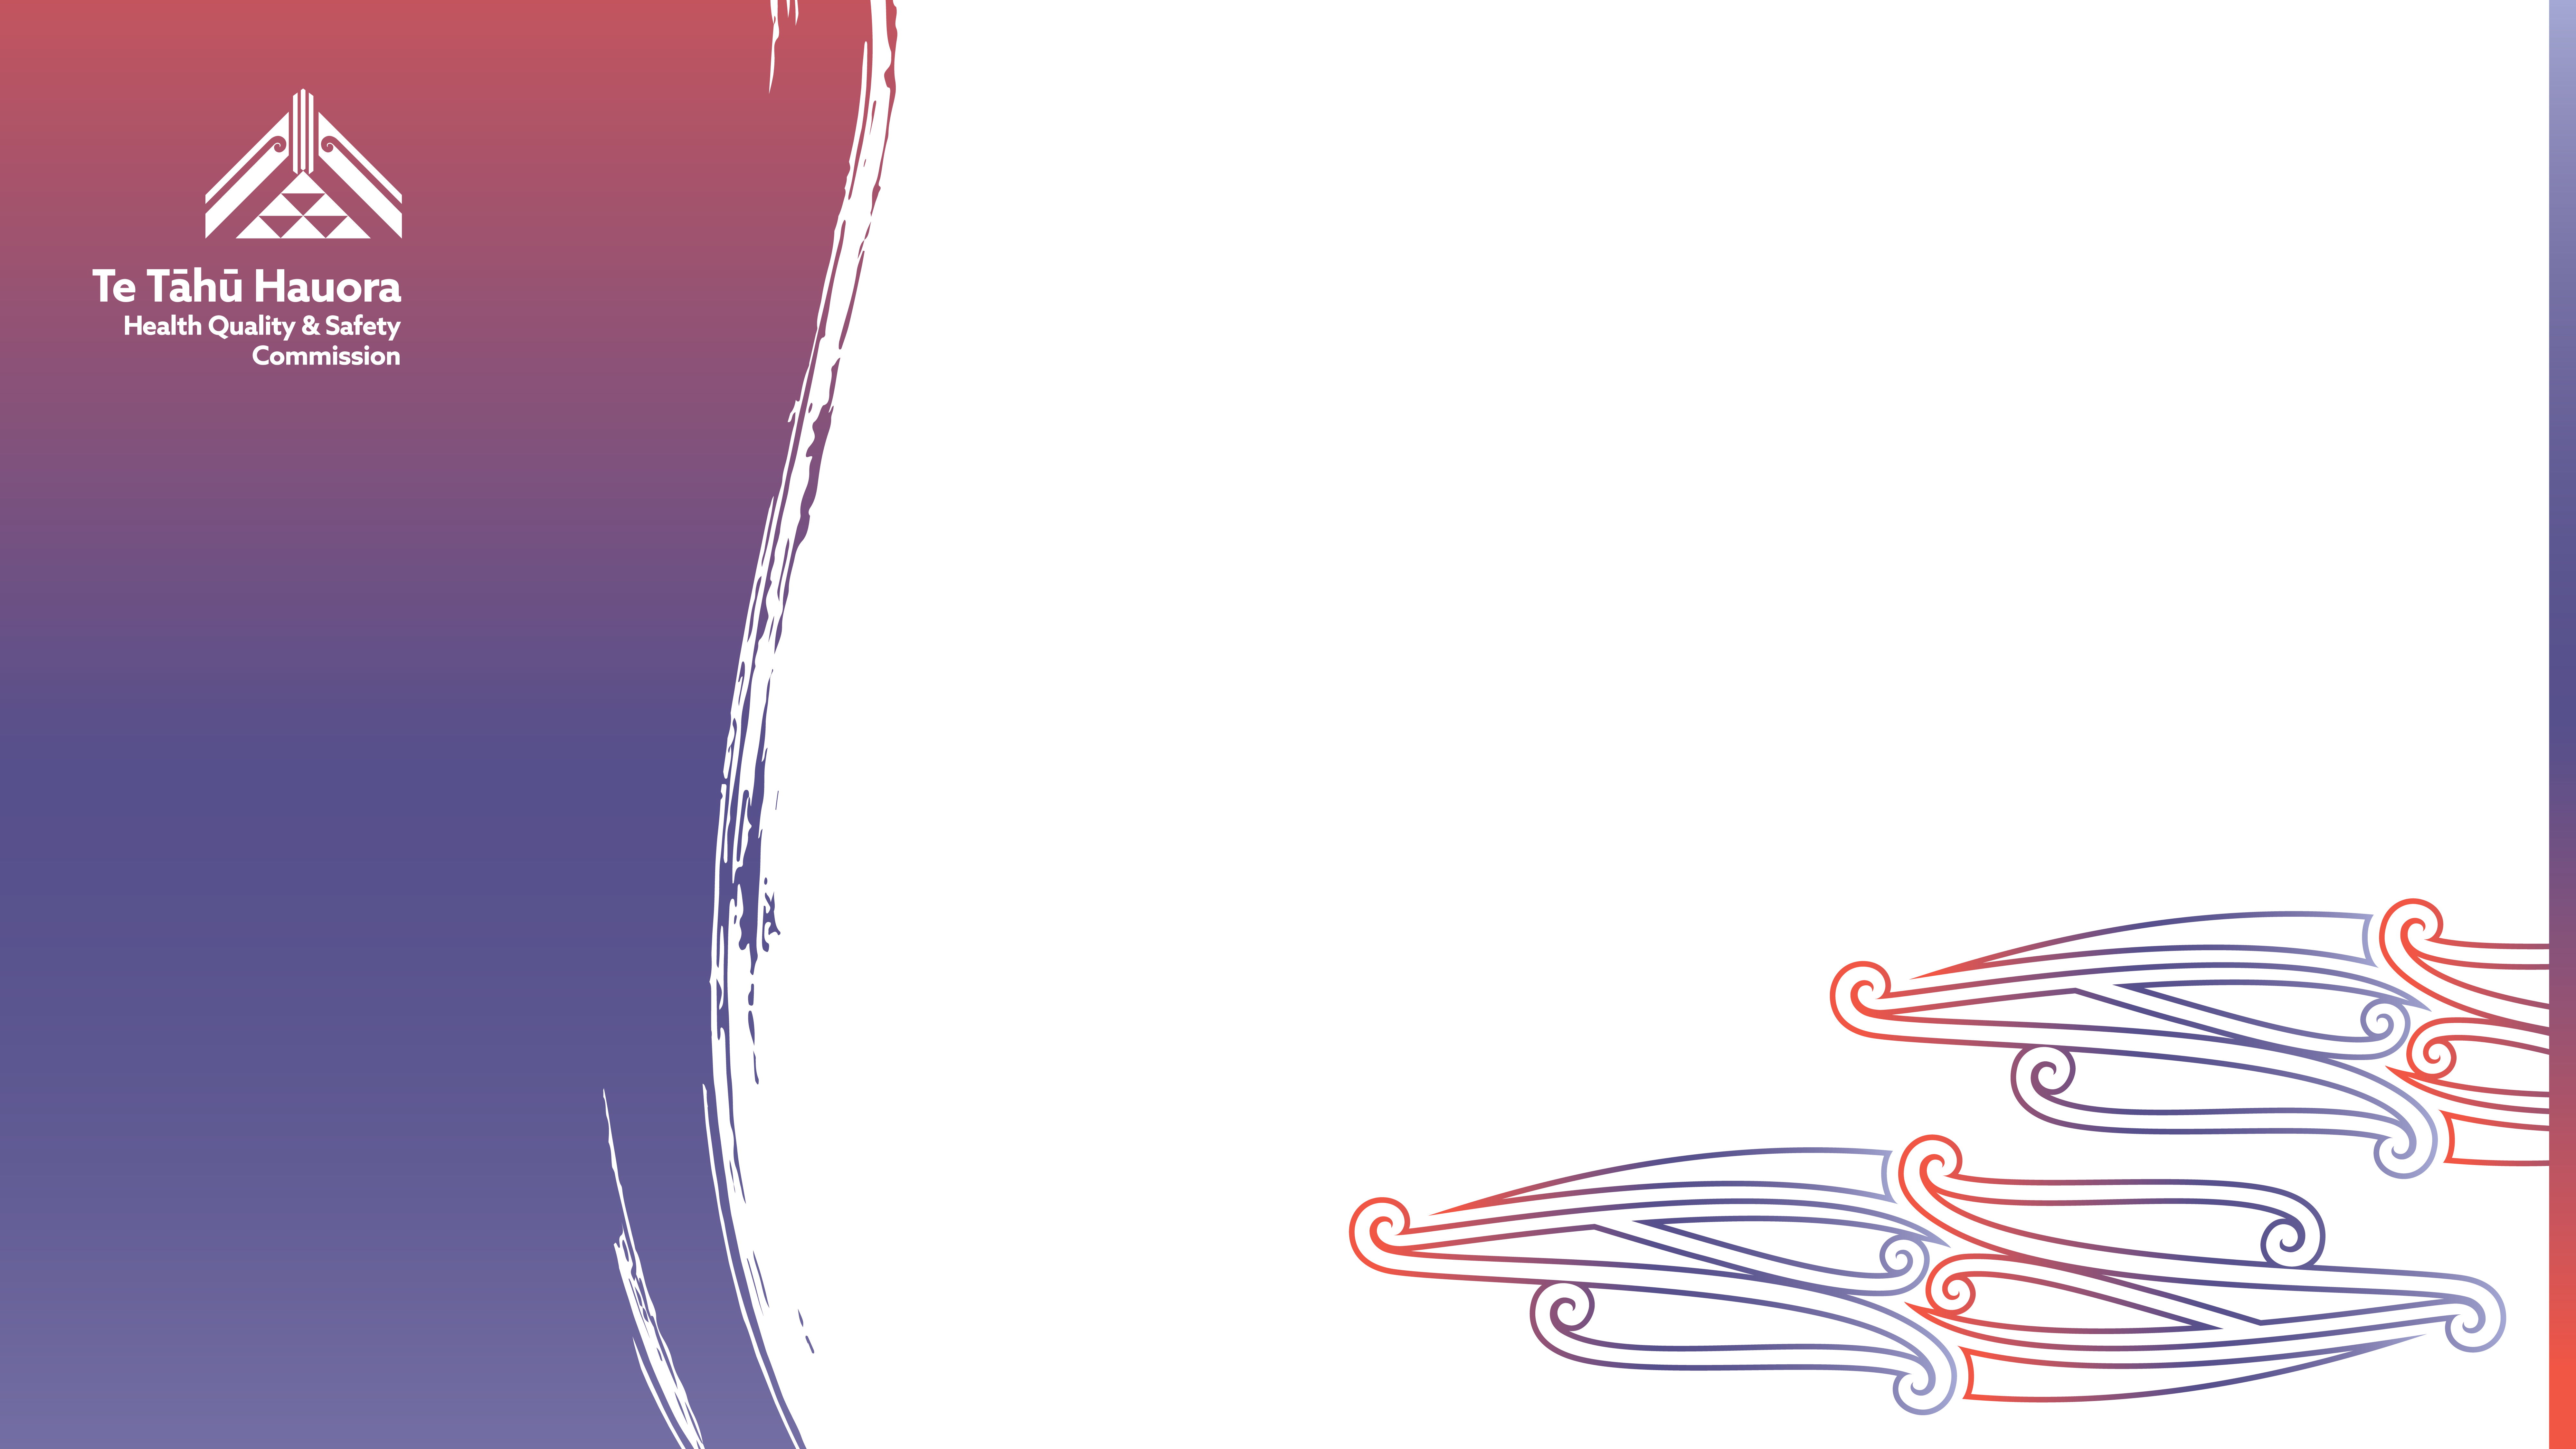 Te Tāhū Hauora
Health Quality & Safety
Commission